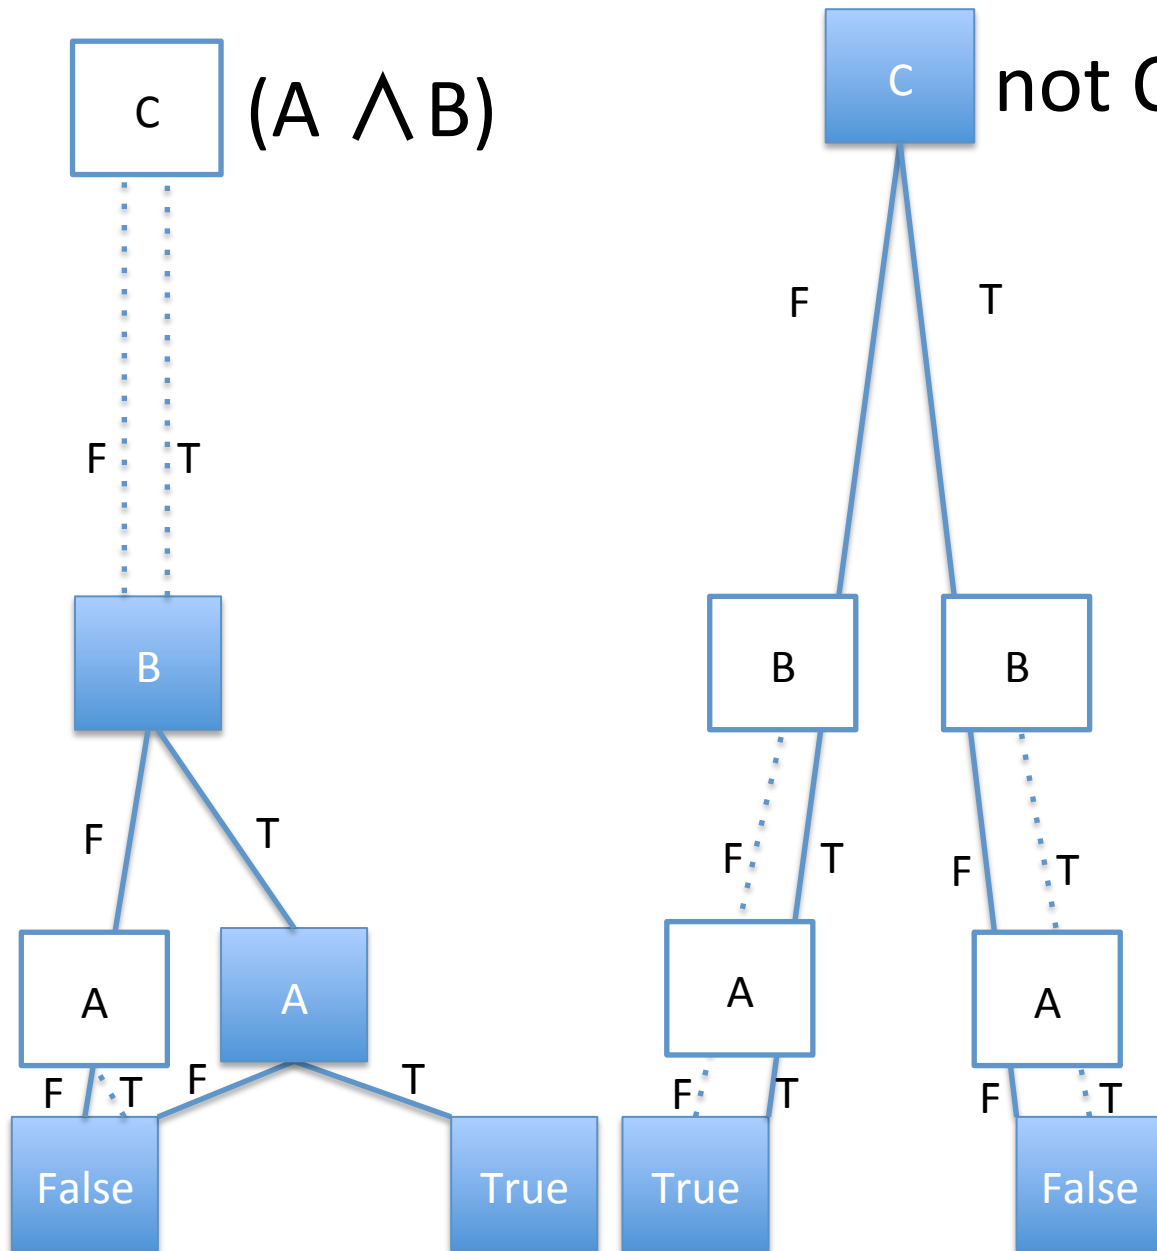 C (A ⋀ B)
C not C
F T
F T
B
B B
F T
F T
F T
A A
A A
F T F T
F T
F T
False True
True False